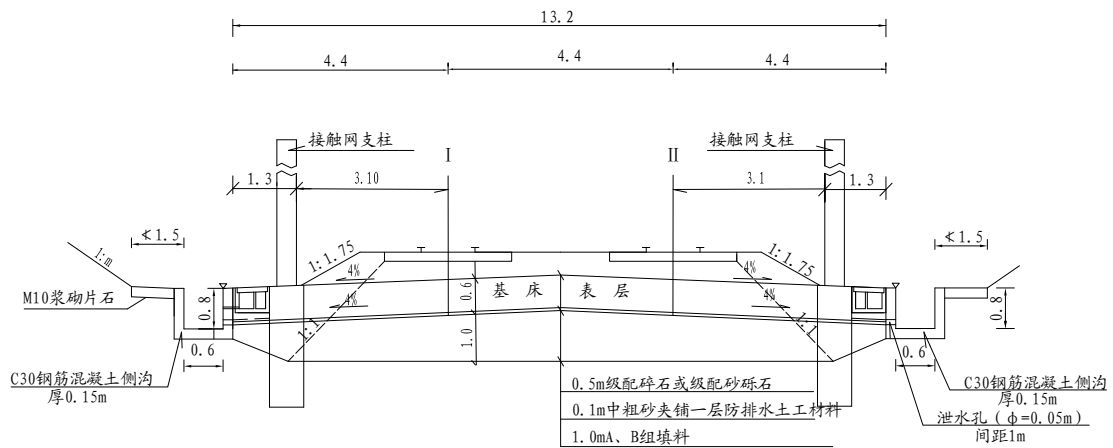 13.2
4.4
4.4
4.4
接触网支柱
I
II
接触网支柱
1.3
3.10
3.1
1.3
≮1.5
≮1.5
1:m
1:1.75
1:1.75
4%
4%
M10浆砌片石
0.8
4%
0.6
基床表层
4%
0.8
1:1
1.0
1:1
0.6
0.6
C30钢筋混凝土侧沟
厚0.15m
0.5m级配碎石或级配砂砾石
0.1m中粗砂夹铺一层防排水土工材料
1.0mA、B组填料
C30钢筋混凝土侧沟
厚0.15m
泄水孔(ф=0.05m)
间距1m